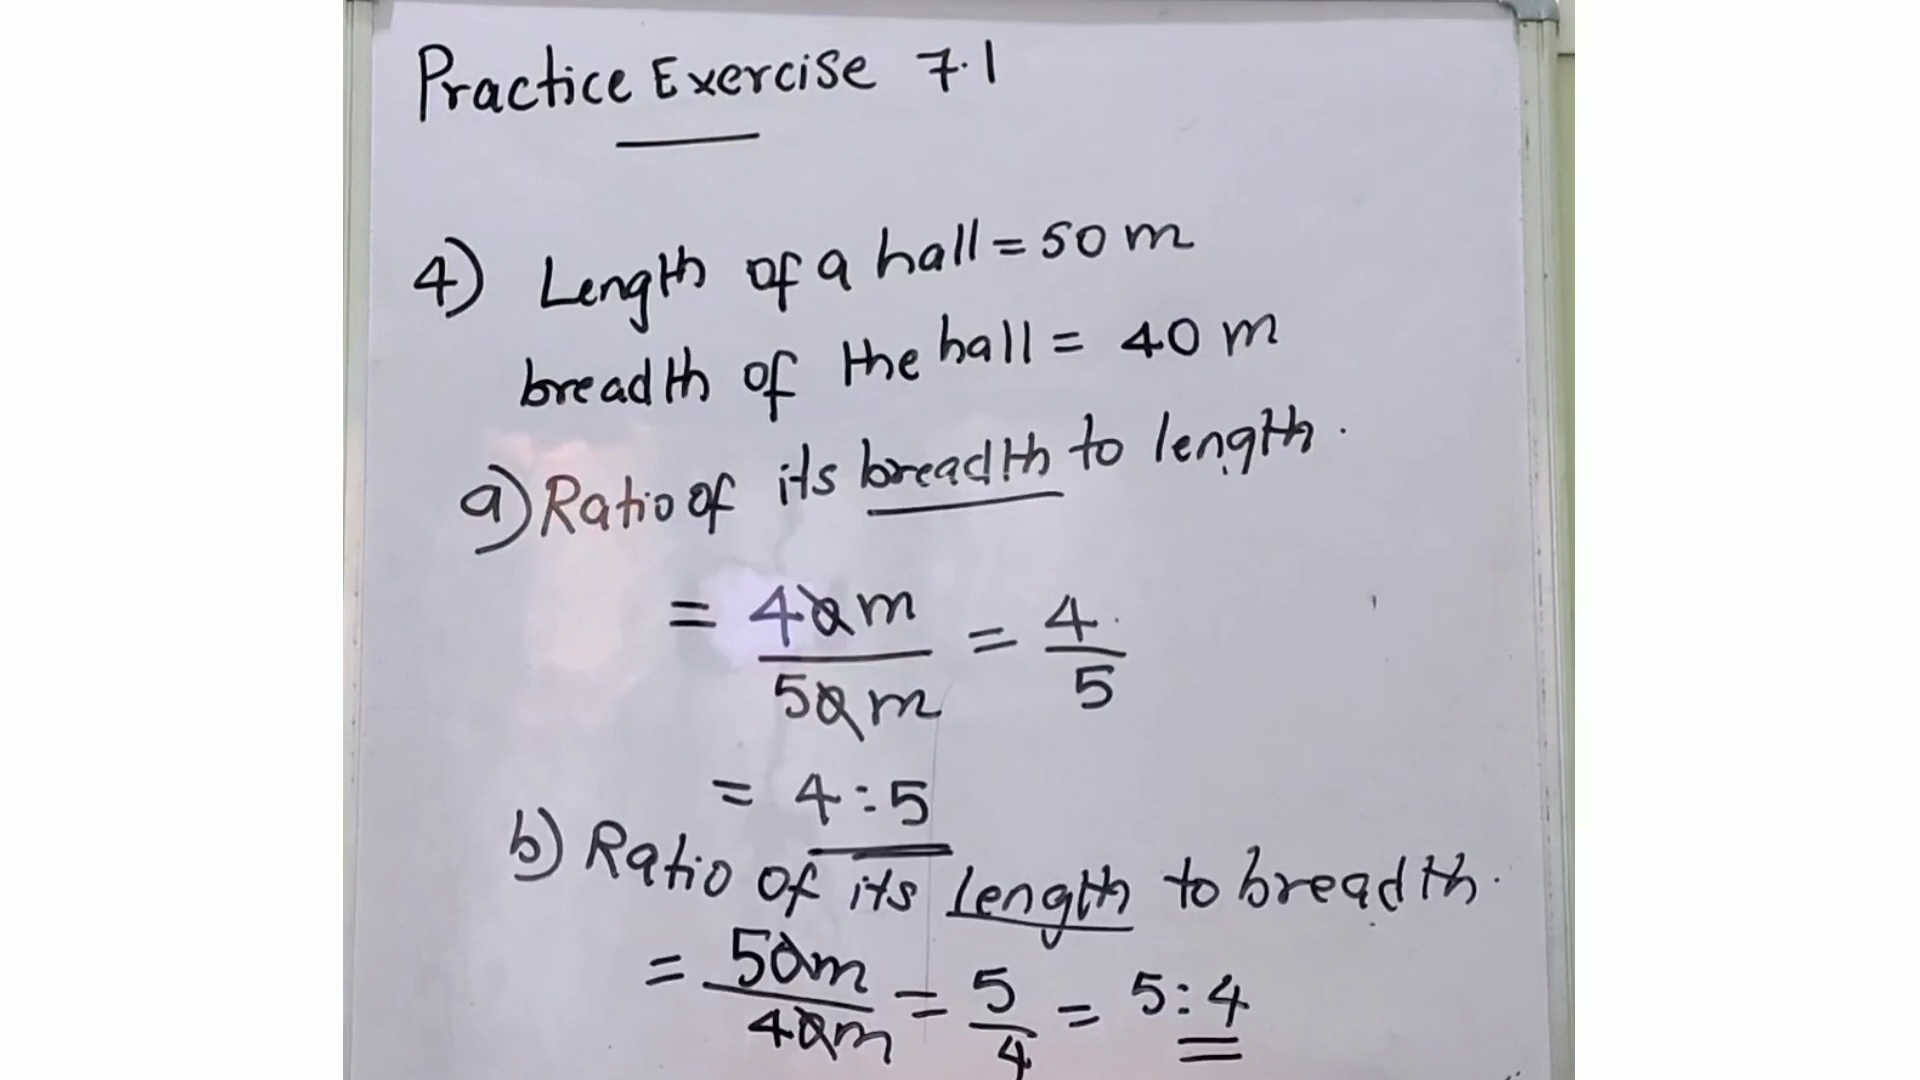 Practice Exercise 7.1
4) Length of a hall = 50 m
breadth of the hall = 40 m
a) Ratio of its breadth to length.
= 40m/50m = 4/5
= 4:5
b) Ratio of its length to breadth.
= 50m/40m = 5/4 = 5:4